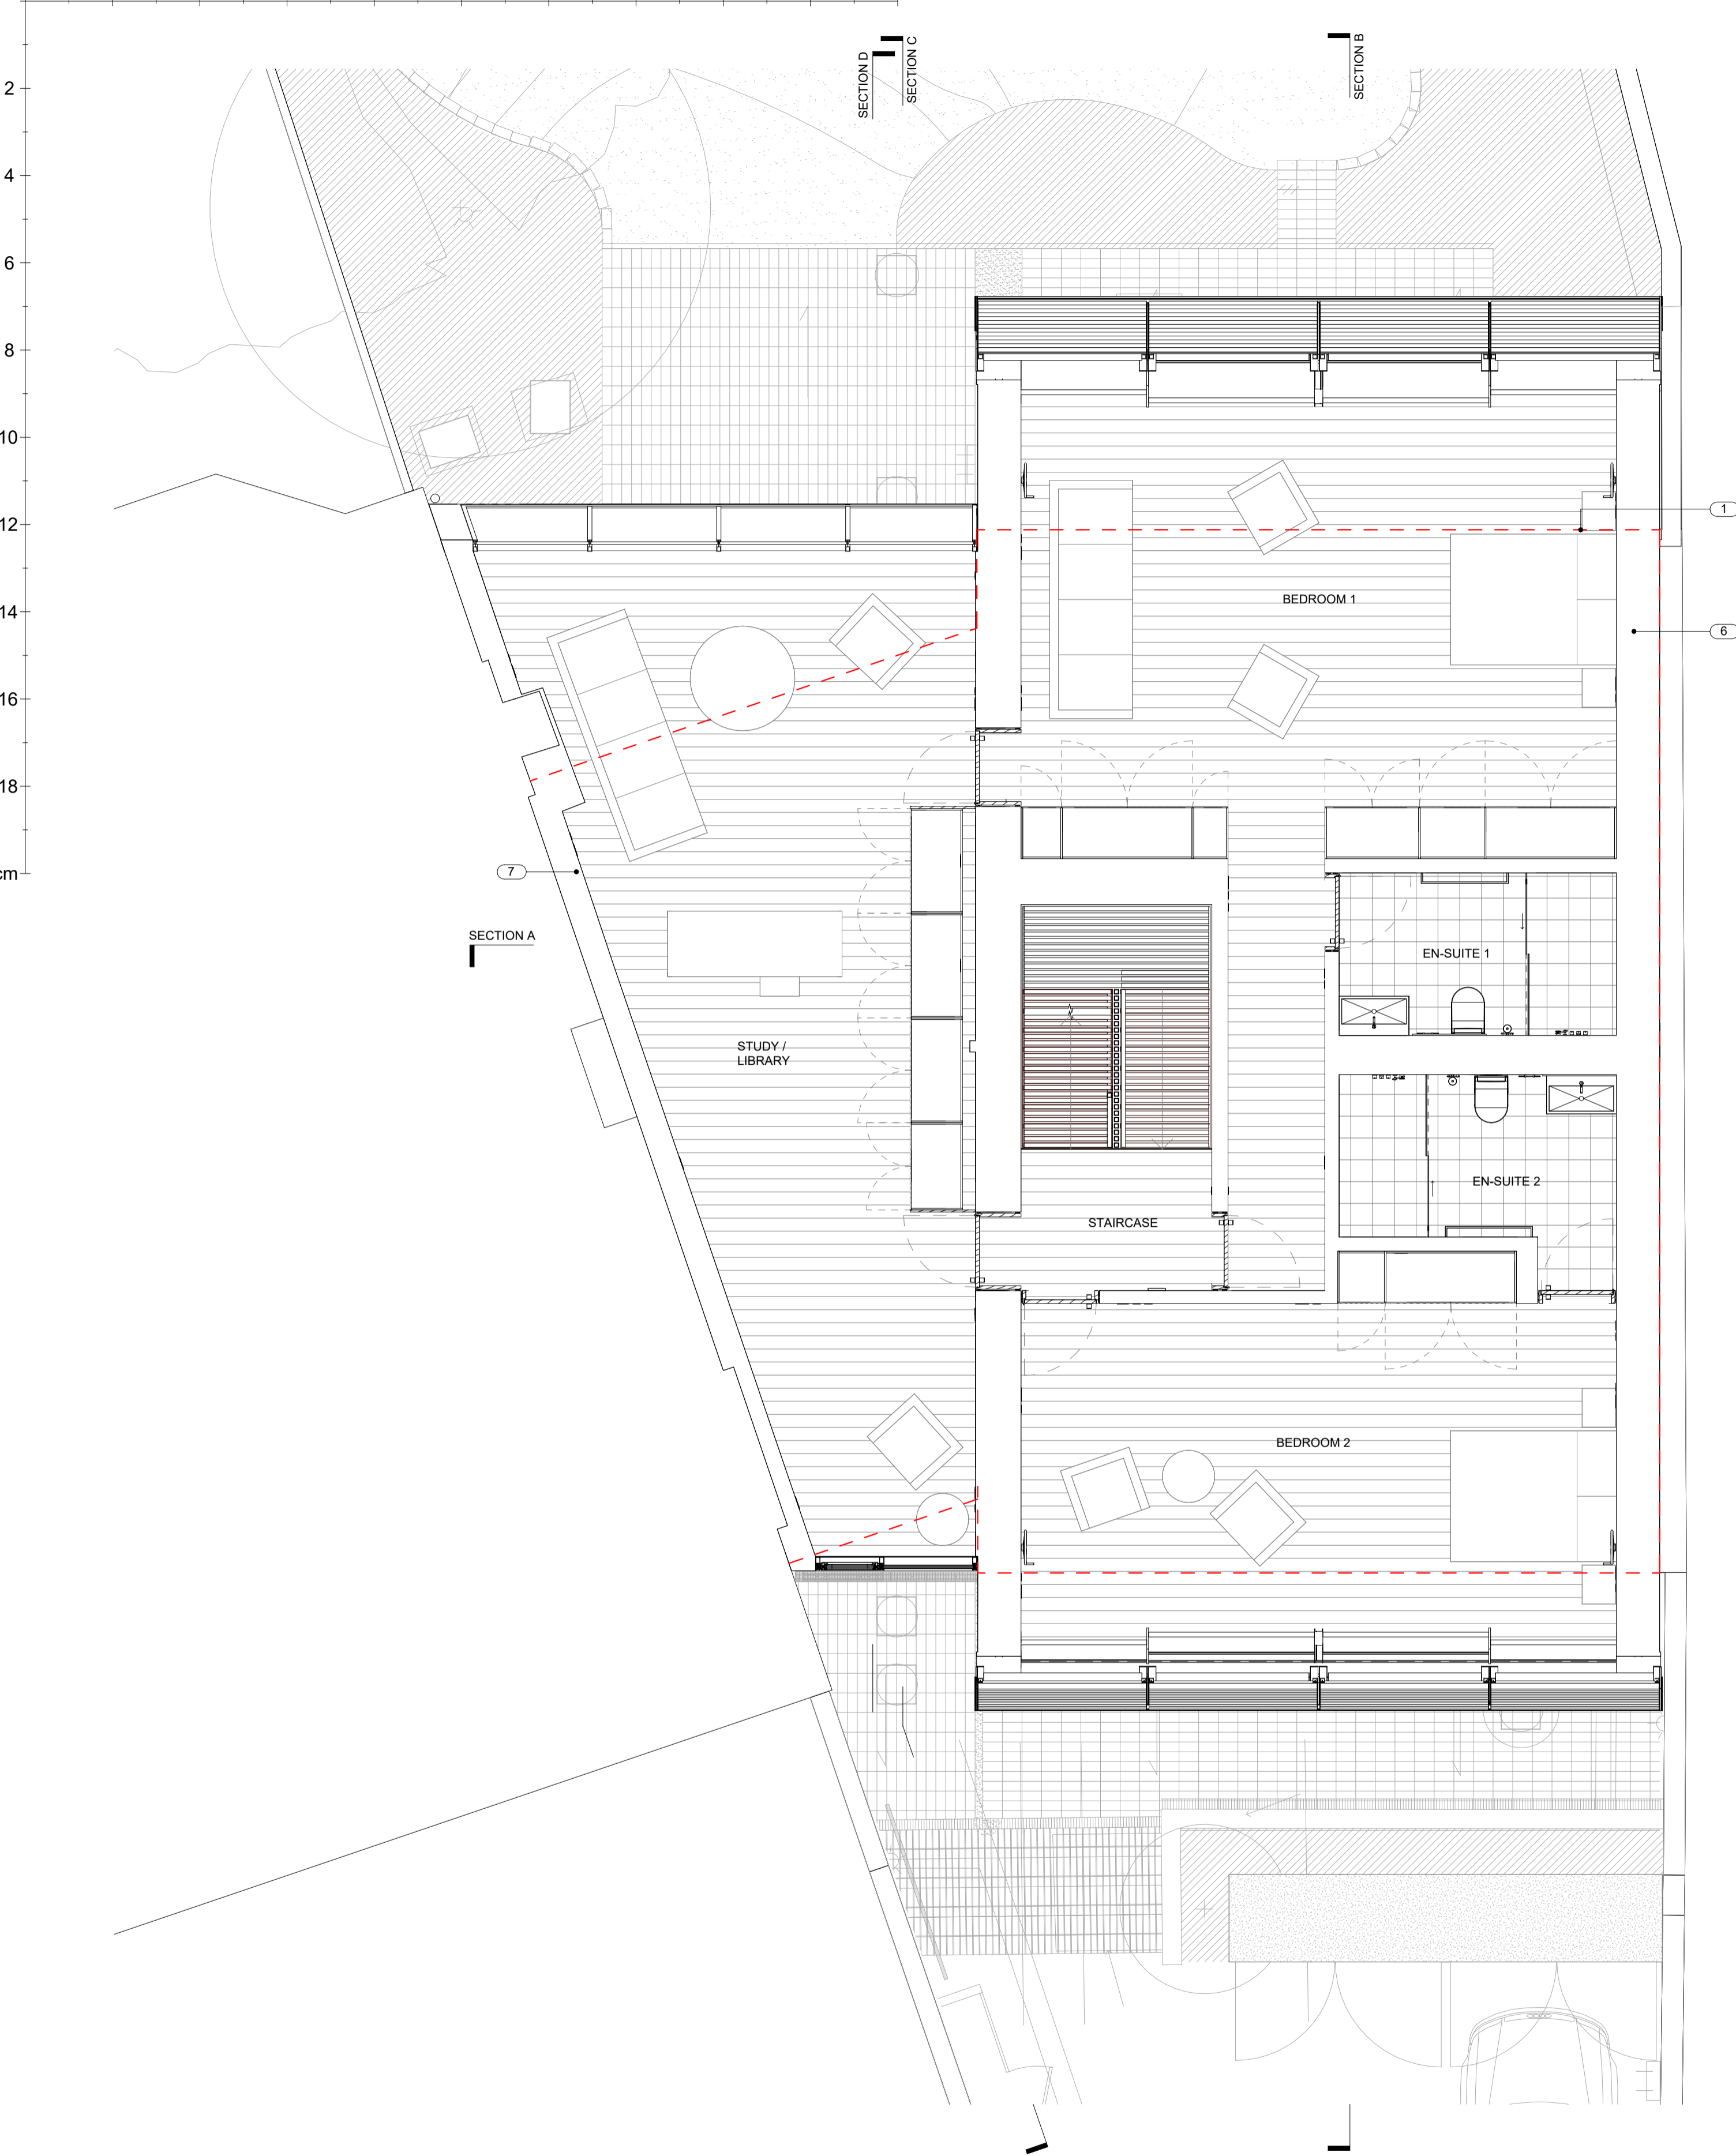 SECTION D
SECTION C
SECTION B
2
4
6
8
10
12
14
16
18
cm
1
BEDROOM 1
6
7
SECTION A
EN-SUITE 1
STUDY /
LIBRARY
EN-SUITE 2
STAIRCASE
BEDROOM 2